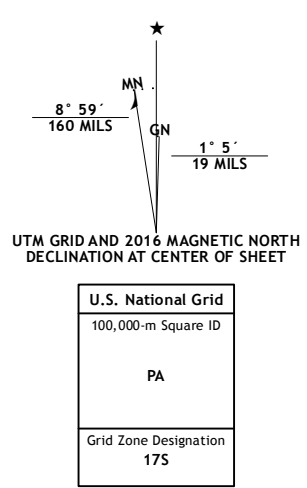 MN
8° 59´
160 MILS
GN
1° 5´
19 MILS
UTM GRID AND 2016 MAGNETIC NORTH
DECLINATION AT CENTER OF SHEET
U.S. National Grid
100,000-m Square ID
PA
Grid Zone Designation
17S